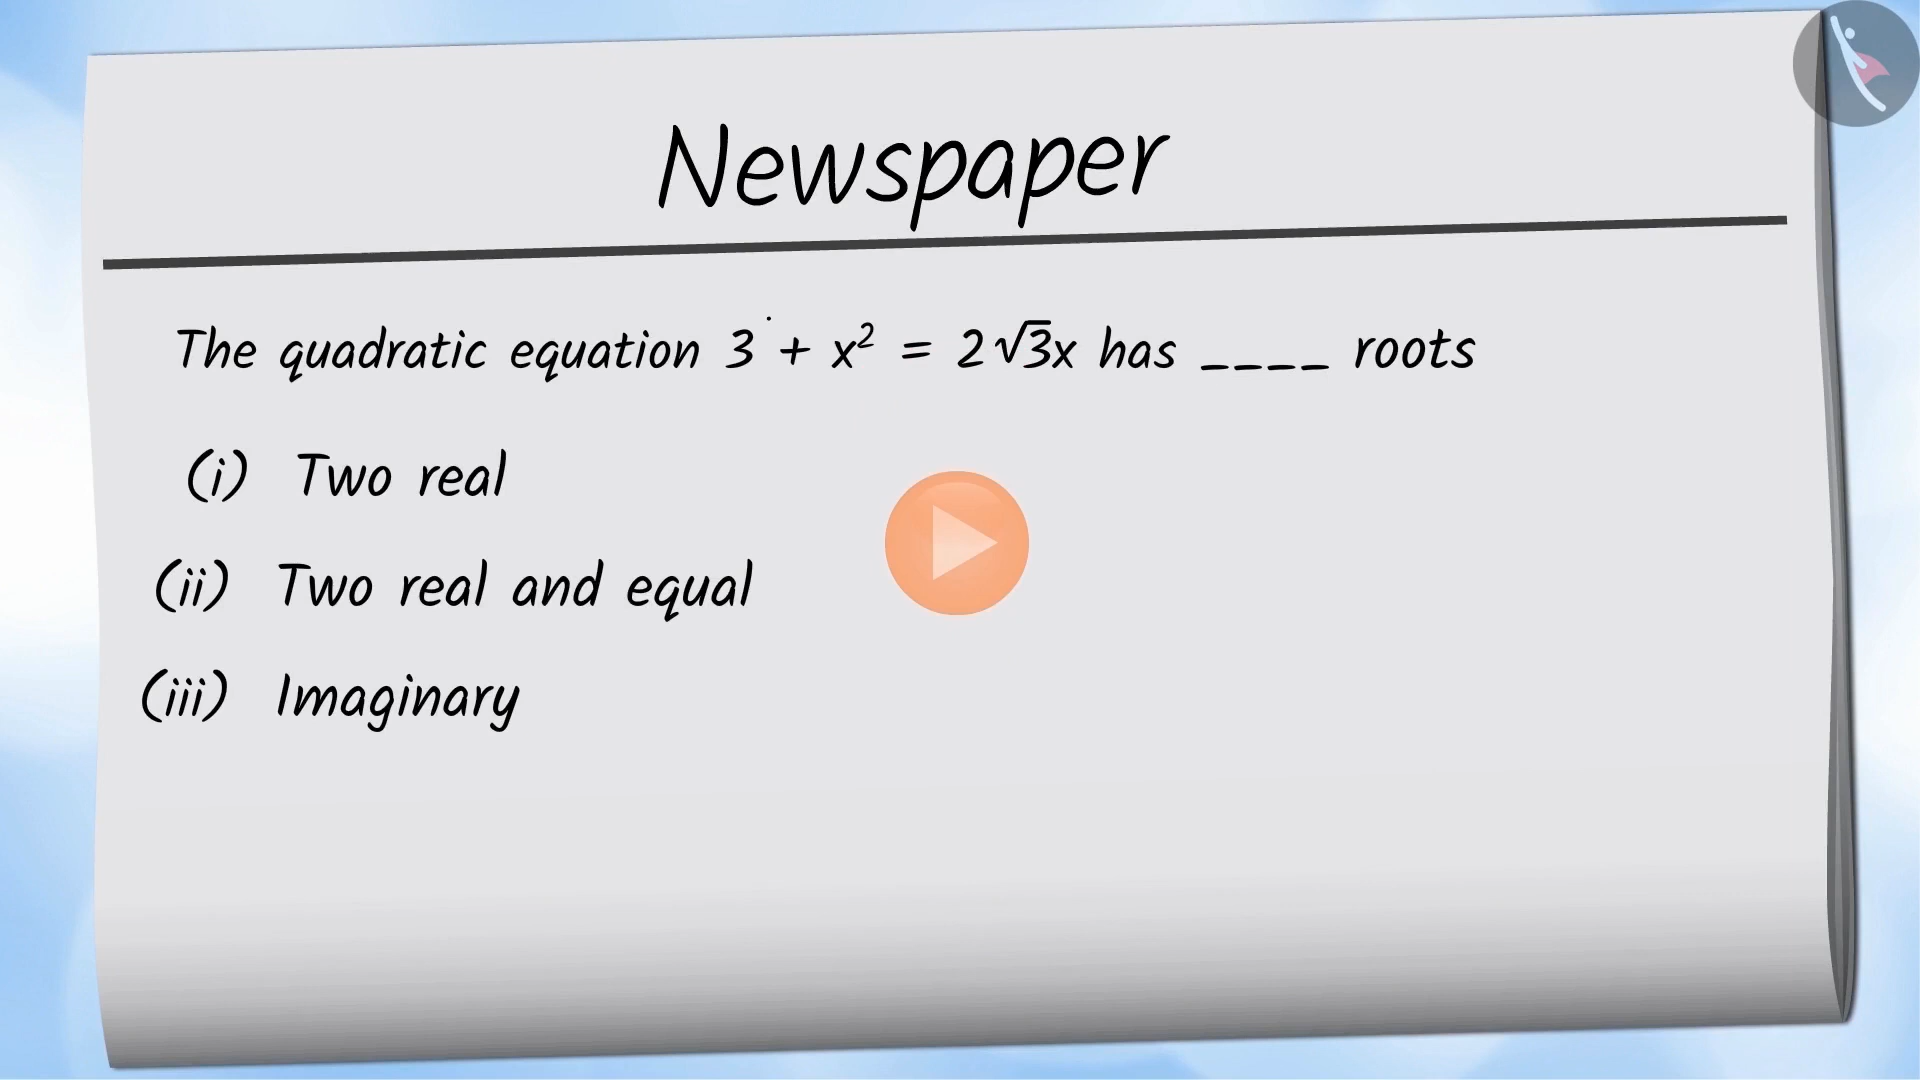 Newspaper
The quadratic equation 3 + x² = 2√3x has ____ roots
(i) Two real
(ii) Two real and equal
(iii) Imaginary